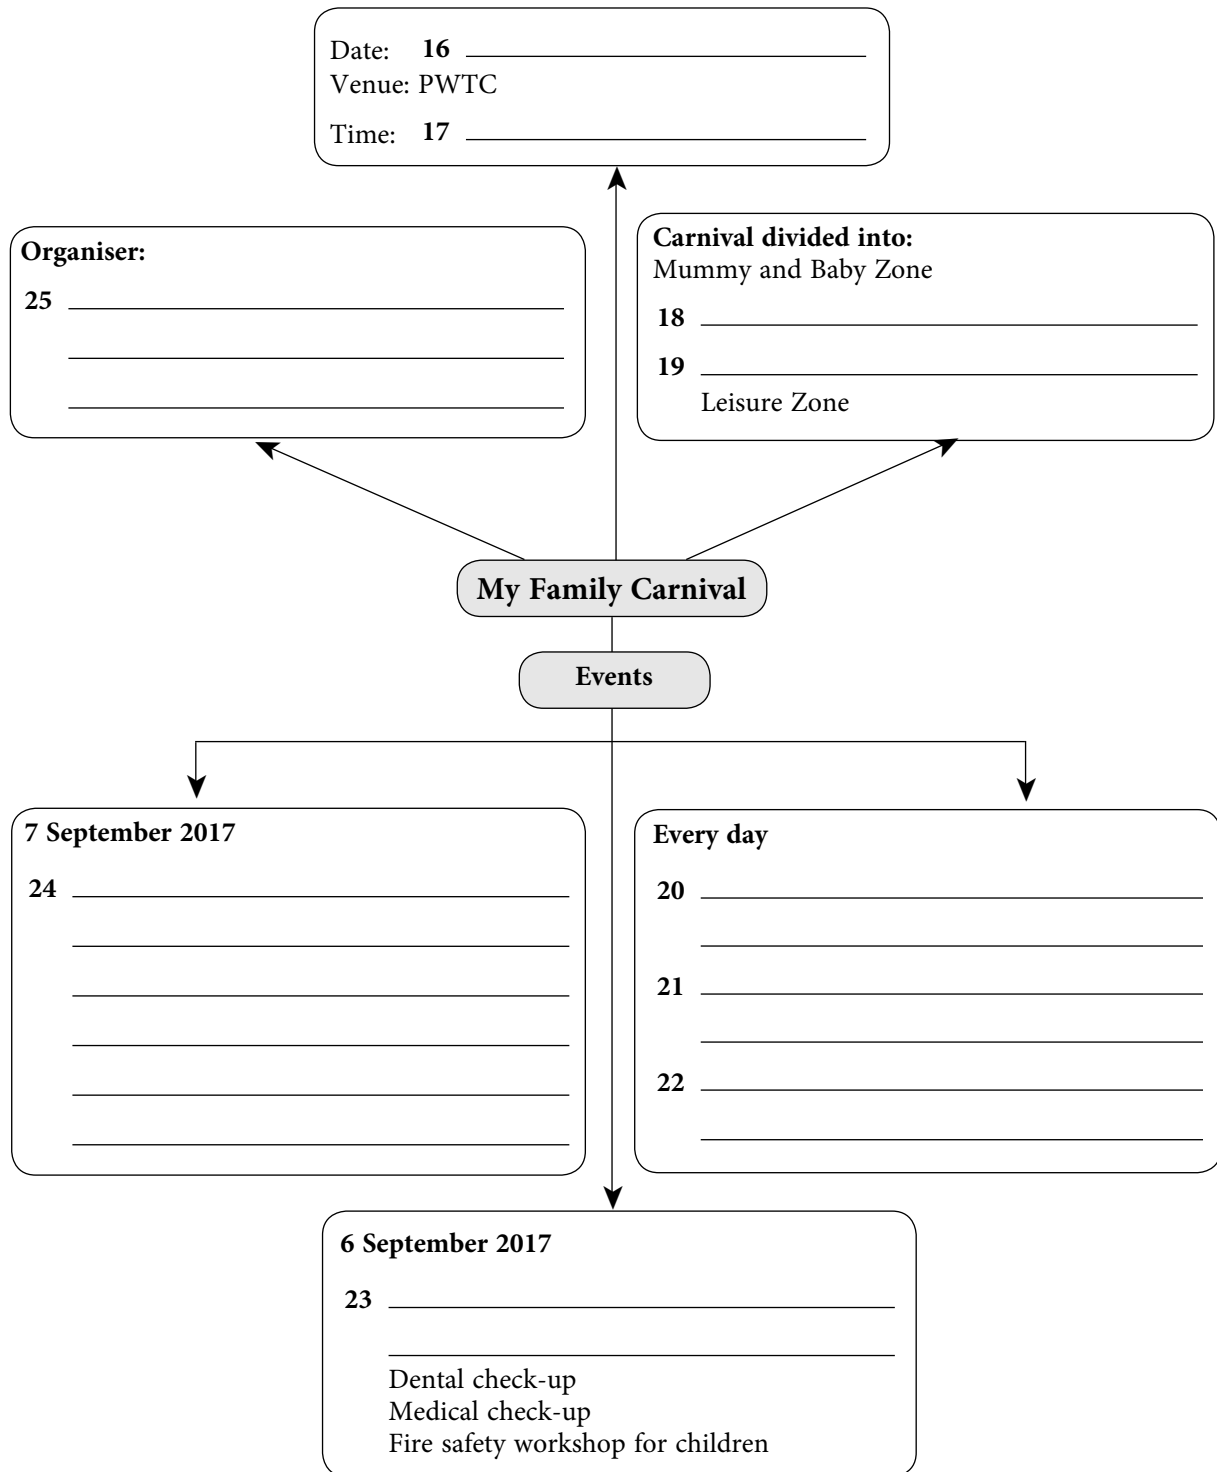 Date: 16
Venue: PWTC
Time: 17
Organiser:
25
Carnival divided into:
Mummy and Baby Zone
18
19
Leisure Zone
My Family Carnival
Events
7 September 2017
24
Every day
20
21
22
6 September 2017
23
Dental check-up
Medical check-up
Fire safety workshop for children